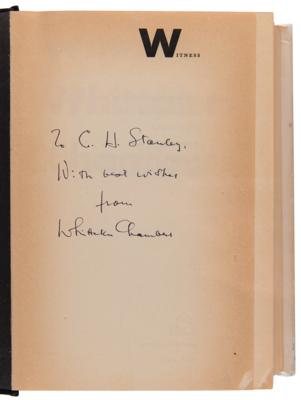 WITNESS
To C. H. Stanley,
With best wishes
from
Whittaker Chambers